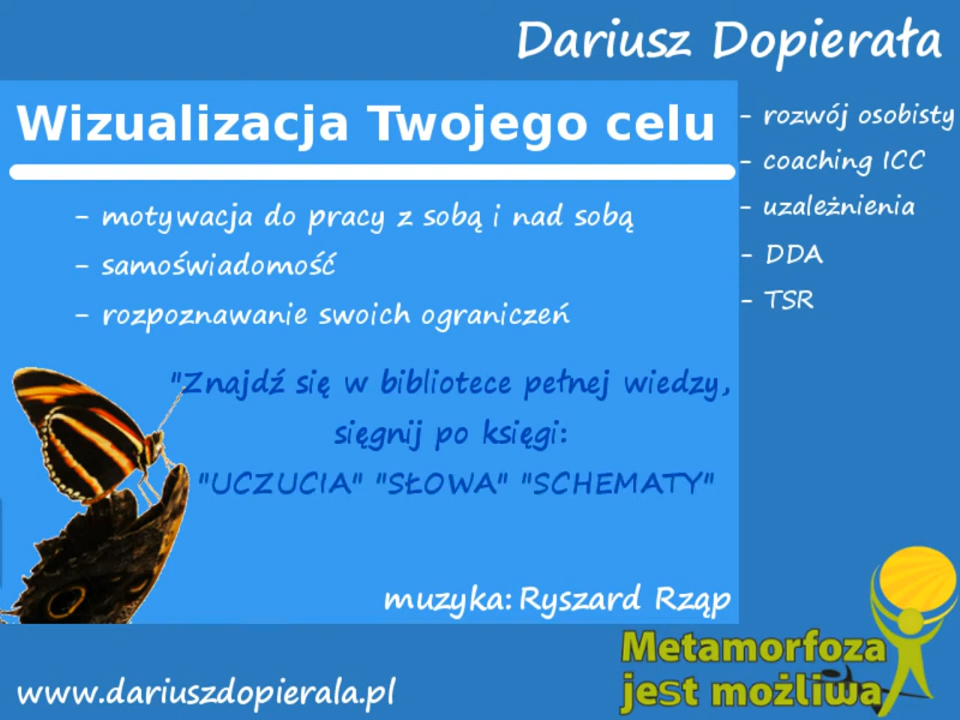 Dariusz Dopierała
Wizualizacja Twojego celu
- motywacja do pracy z sobą i nad sobą
- samoświadomość
- rozpoznawanie swoich ograniczeń
"Znajdź się w bibliotece pełnej wiedzy,
sięgnij po księgi:
"UCZUCIA" "SŁOWA" "SCHEMATY"
muzyka: Ryszard Rząp
- rozwój osobisty
- coaching ICC
- uzależnienia
- DDA
- TSR
www.dariuszdopierala.pl
Metamorfoza
jest możliwa